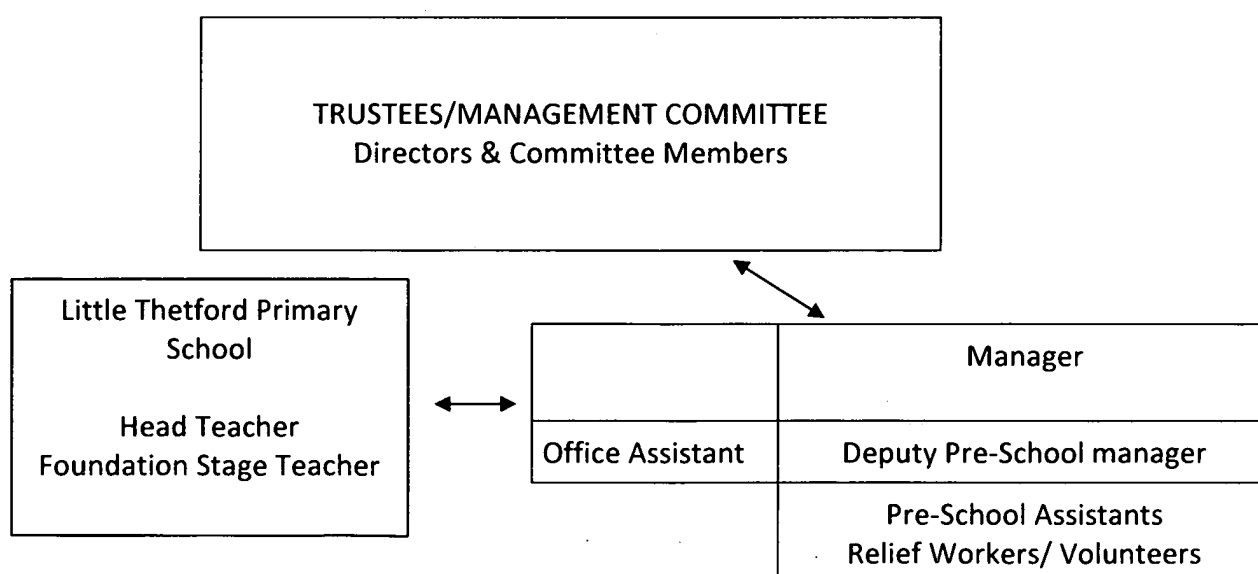 TRUSTEES/MANAGEMENT COMMITTEE
Directors & Committee Members
Little Thetford Primary
School
Head Teacher
Foundation Stage Teacher
Manager
Office Assistant
Deputy Pre-School manager
Pre-School Assistants
Relief Workers/ Volunteers